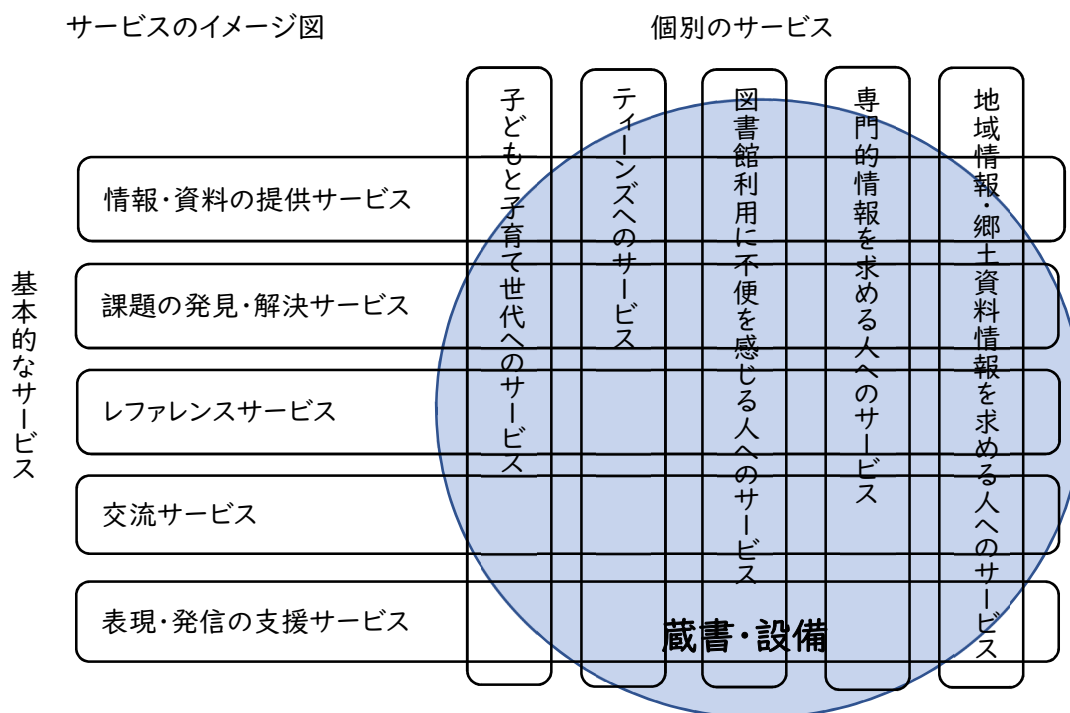 サービスのイメージ図
個別のサービス
子どもと子育て世代へのサービス
ティーンズへのサービス
図書館利用に不便を感じる人へのサービス
専門的情報を求める人へのサービス
地域情報・郷土資料情報を求める人へのサービス
基本的なサービス
情報・資料の提供サービス
課題の発見・解決サービス
レファレンスサービス
交流サービス
表現・発信の支援サービス
蔵書・設備